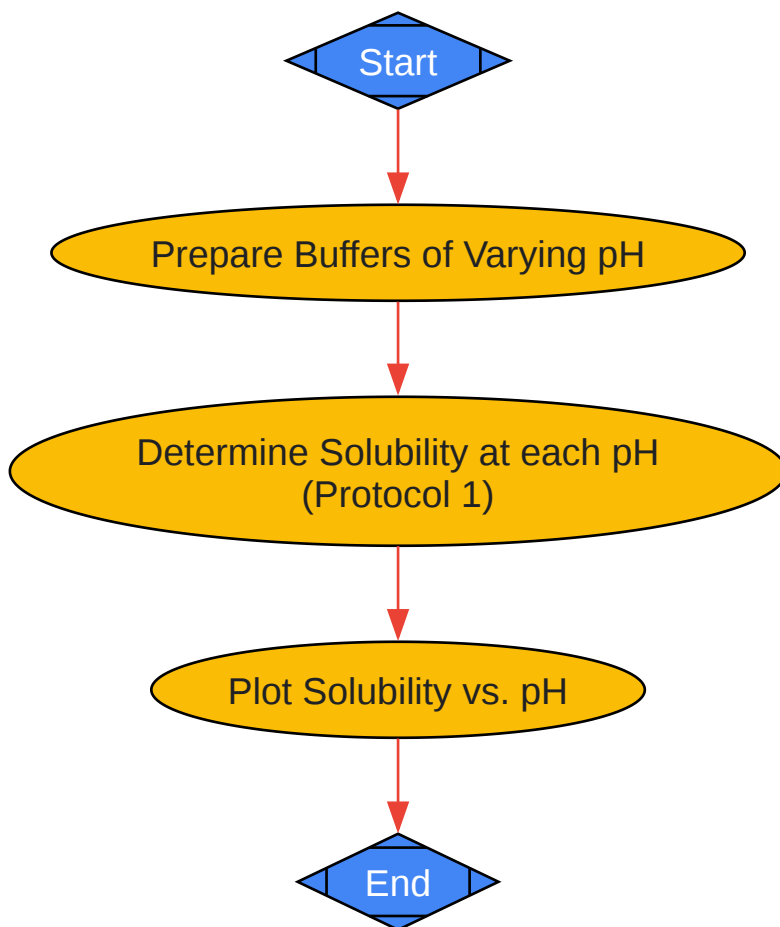 Start
Prepare Buffers of Varying pH
Determine Solubility at each pH
(Protocol 1)
Plot Solubility vs. pH
End